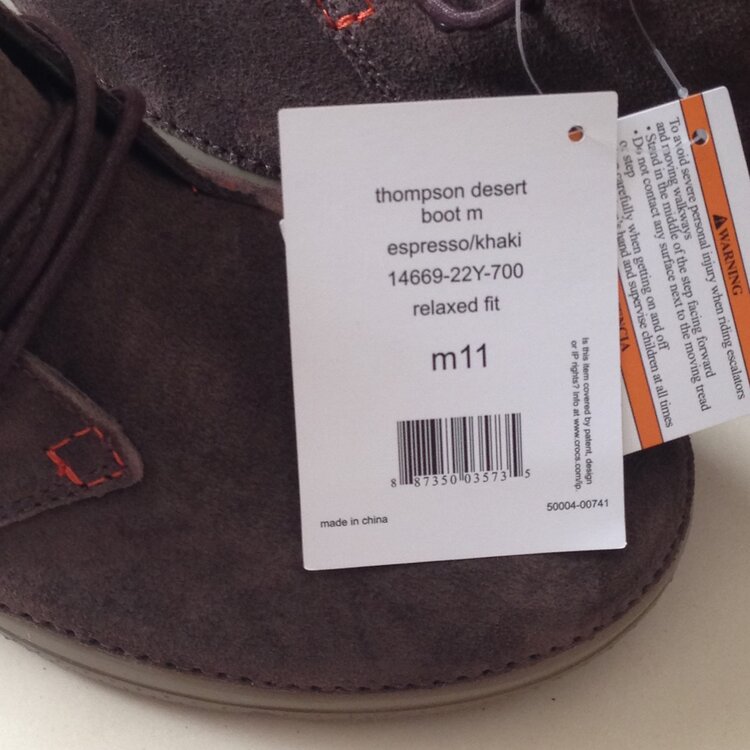 thompson desert
boot m
espresso/khaki
14669-22Y-700
relaxed fit
m11
Is this item covered by patent, design
or IP rights? Info at www.crocs.com/ip.
8 87350 03573 5
50004-00741
made in china
WARNING
To avoid severe personal injury when riding escalators
and moving walkways
• Stand in the middle of the step facing forward
• Do not contact any surface next to the moving tread
step carefully when getting on and off
hand and supervise children at all times